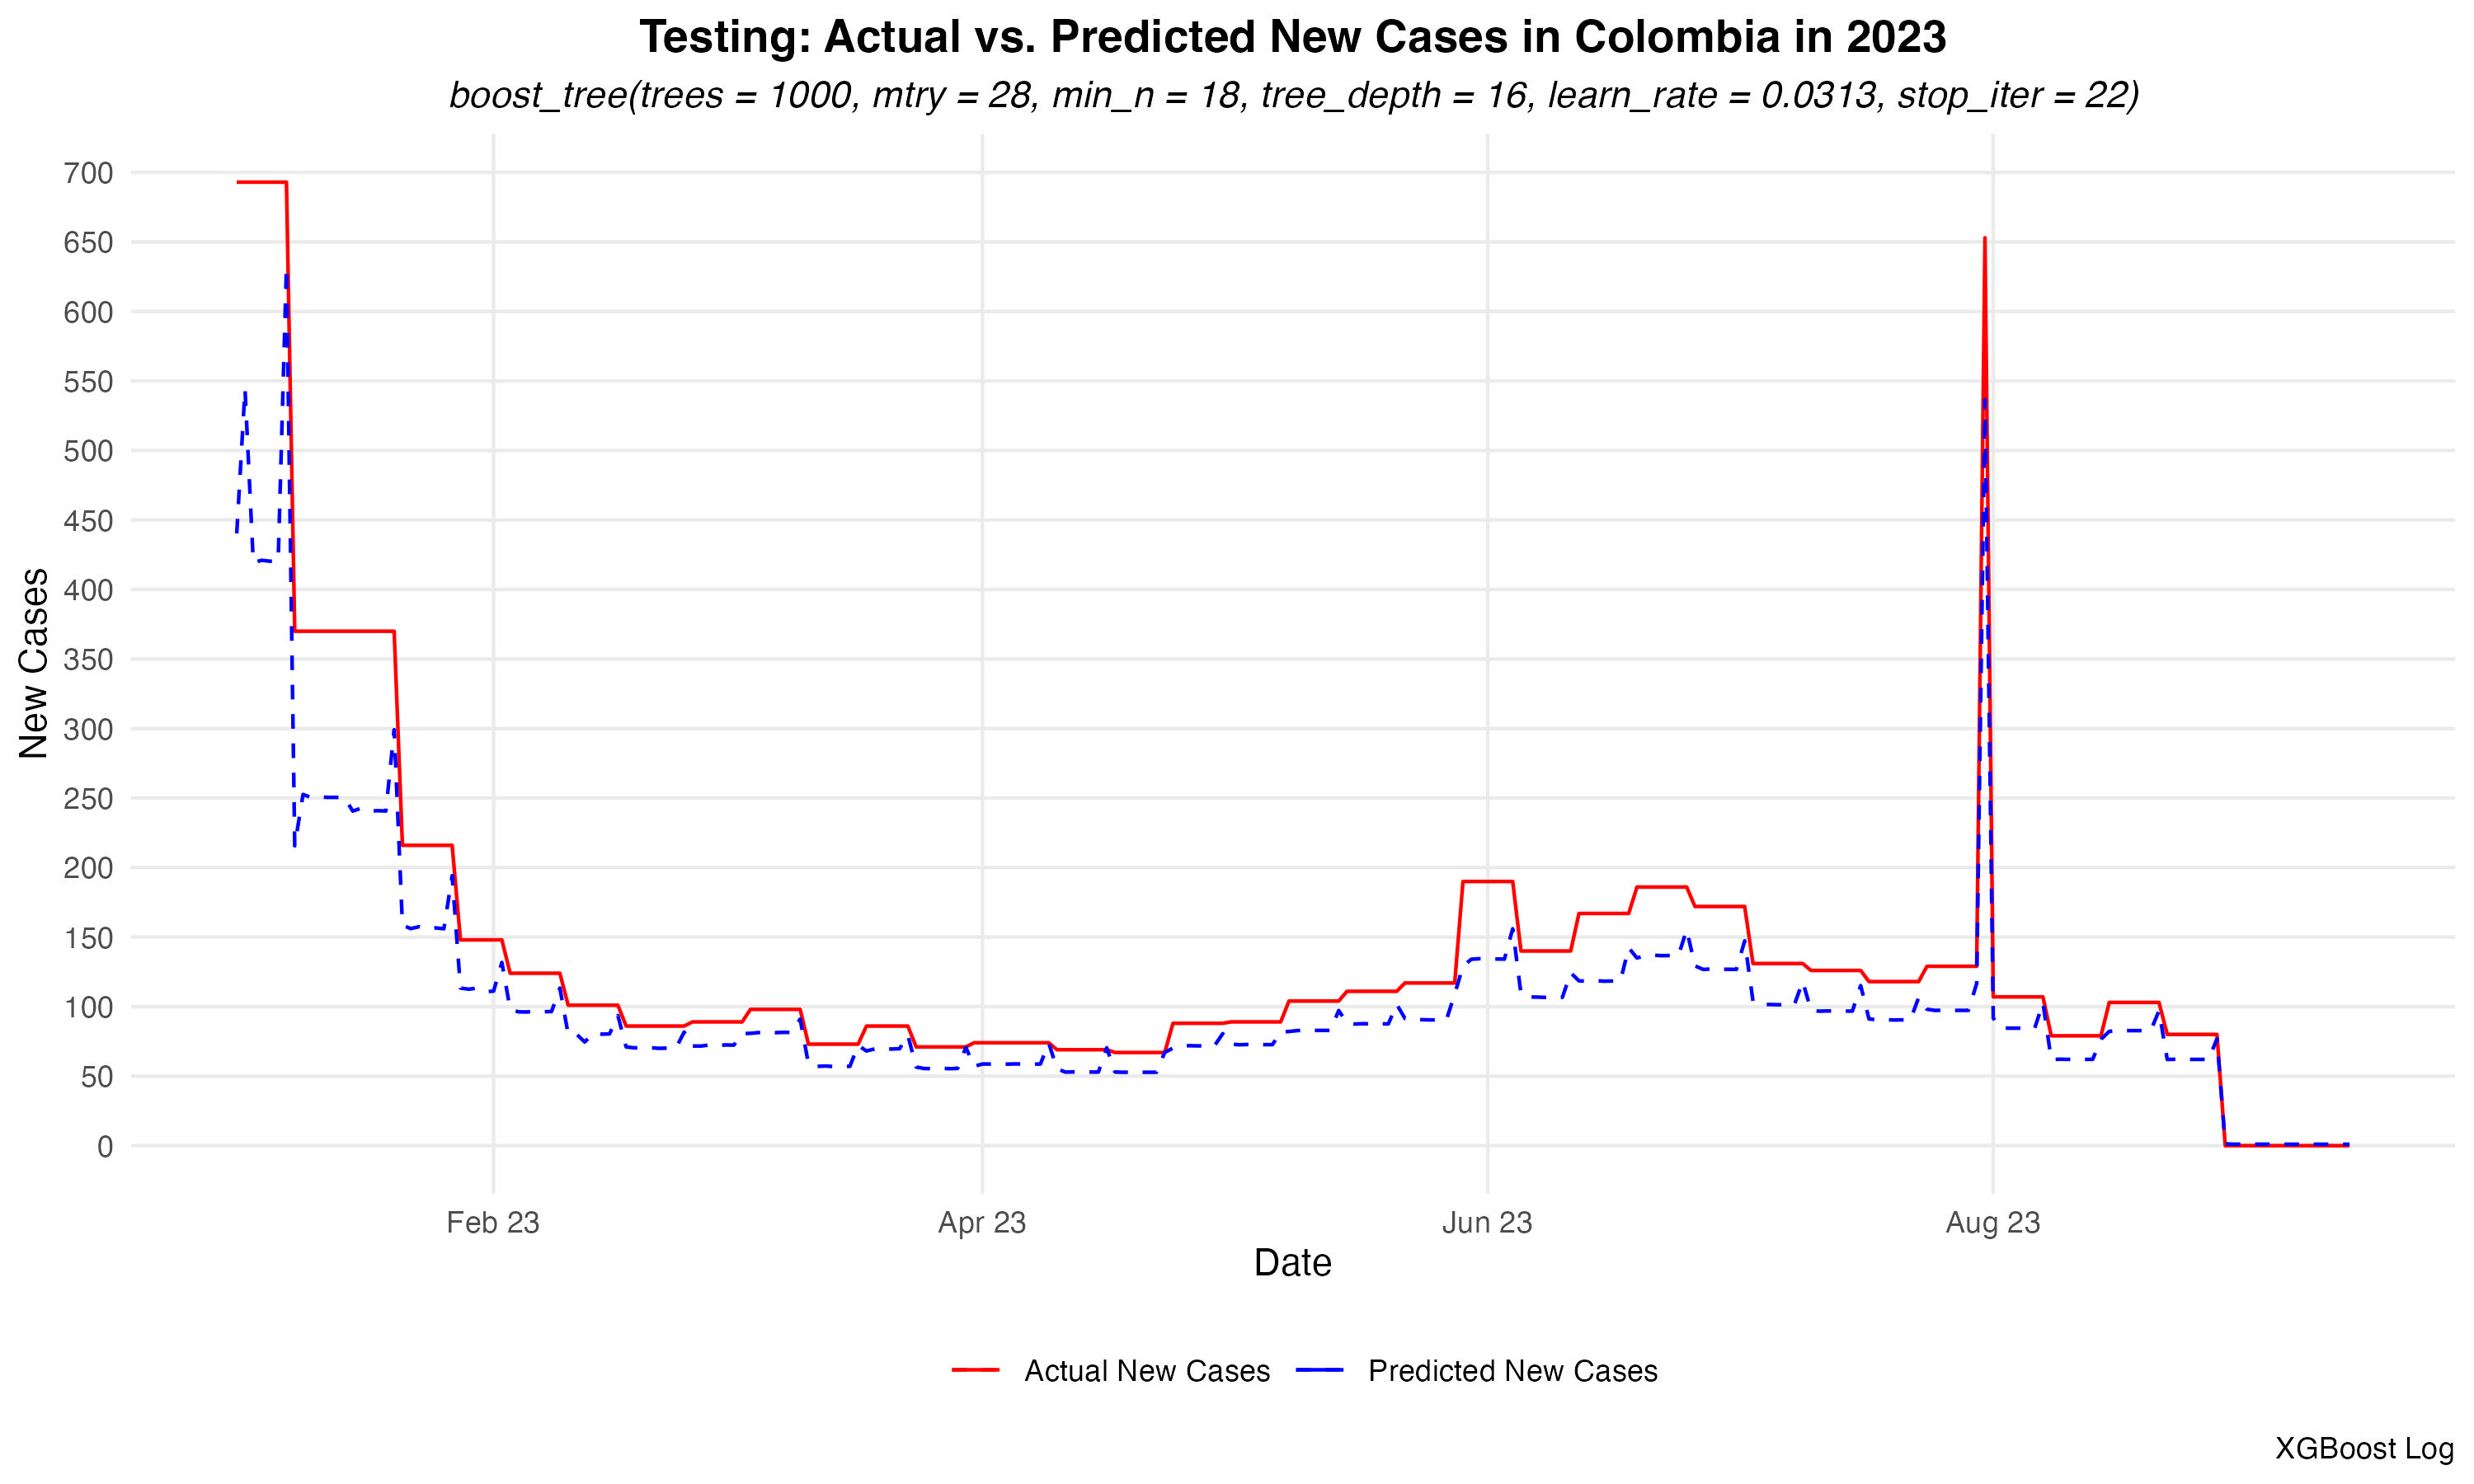 Testing: Actual vs. Predicted New Cases in Colombia in 2023
boost_tree(trees = 1000, mtry = 28, min_n = 18, tree_depth = 16, learn_rate = 0.0313, stop_iter = 22)
New Cases
700
650
600
550
500
450
400
350
300
250
200
150
100
50
0
Feb 23 Apr 23 Jun 23 Aug 23
Date
Actual New Cases Predicted New Cases
XGBoost Log